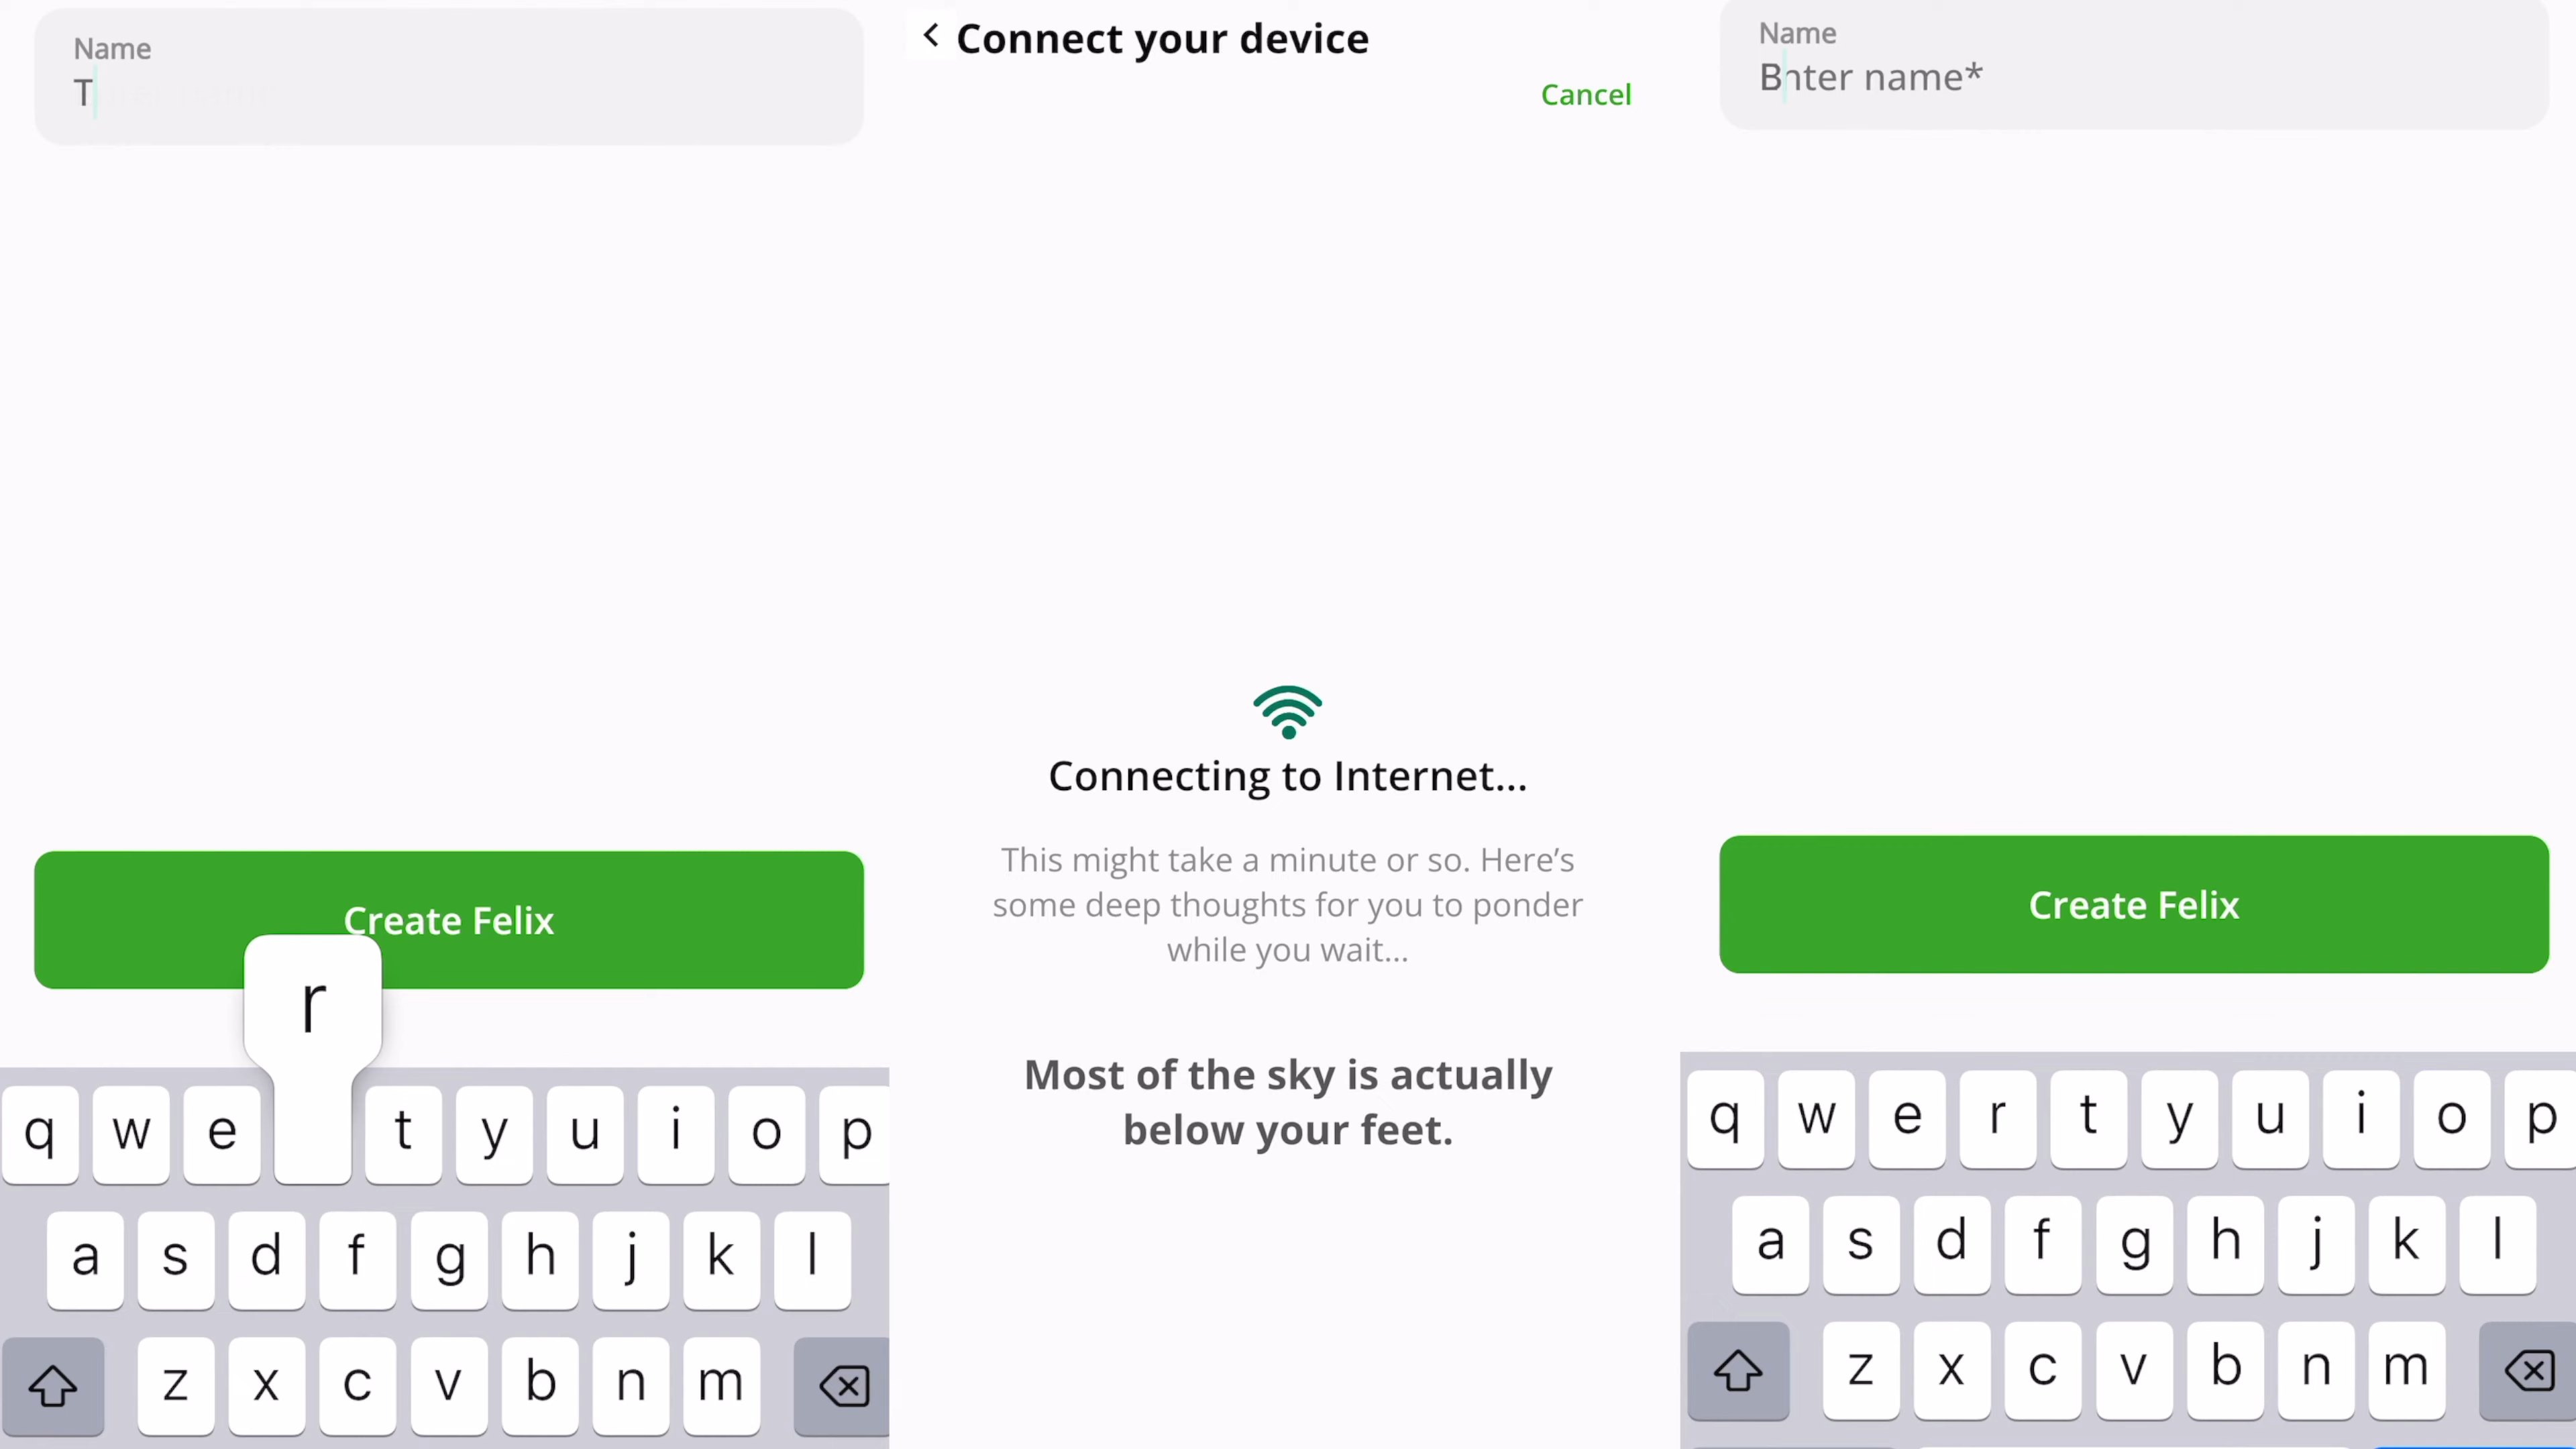 Name
T
Create Felix
r
q w e t y u i o p
a s d f g h j k l
z x c v b n m
Connect your device
Cancel
Connecting to Internet...
This might take a minute or so. Here’s
some deep thoughts for you to ponder
while you wait...
Most of the sky is actually
below your feet.
Name
Bnter name*
Create Felix
q w e r t y u i o p
a s d f g h j k l
z x c v b n m